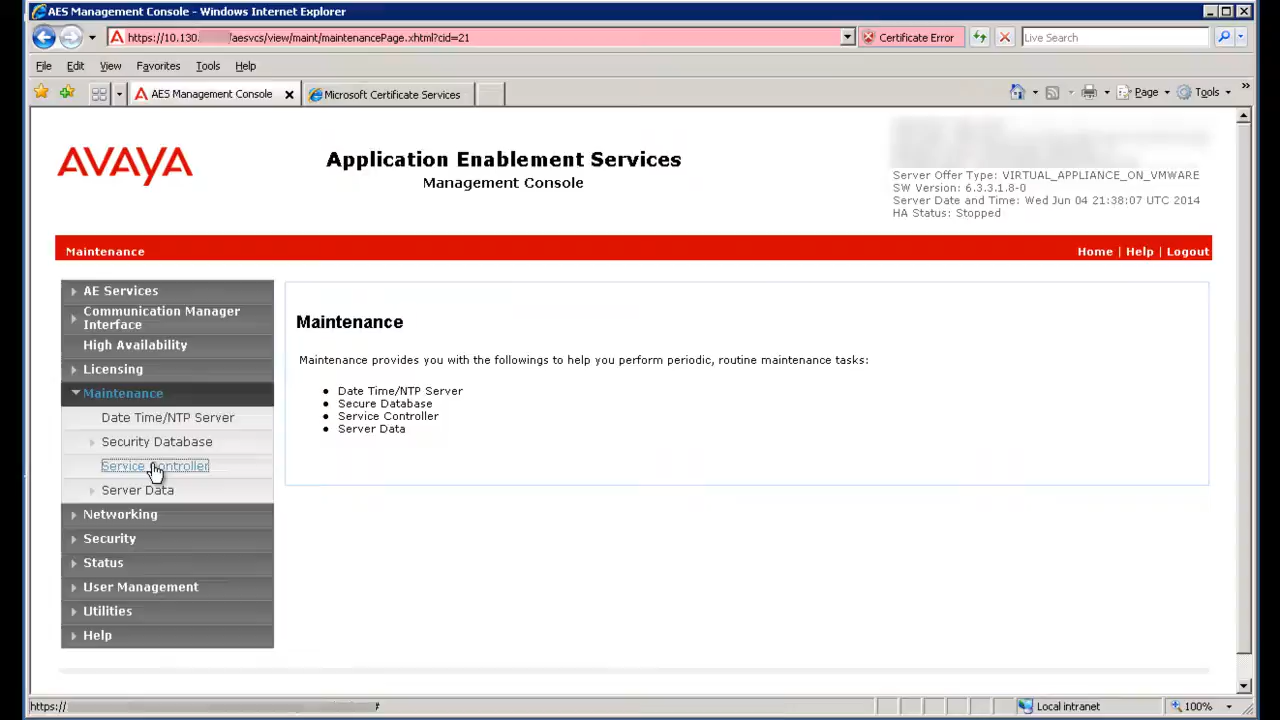 AES Management Console - Windows Internet Explorer
https://10.130. /aesvcs/view/maint/maintenancePage.xhtml?cid=21
Certificate Error
Live Search
File Edit View Favorites Tools Help
AES Management Console
Microsoft Certificate Services
Page
Tools
AVAYA
Application Enablement Services
Management Console
Server Offer Type: VIRTUAL_APPLIANCE_ON_VMWARE
SW Version: 6.3.3.1.8-0
Server Date and Time: Wed Jun 04 21:38:07 UTC 2014
HA Status: Stopped
Maintenance
Home | Help | Logout
AE Services
Communication Manager
Interface
High Availability
Licensing
Maintenance
Date Time/NTP Server
Security Database
Service Controller
Server Data
Networking
Security
Status
User Management
Utilities
Help
Maintenance
Maintenance provides you with the followings to help you perform periodic, routine maintenance tasks:
Date Time/NTP Server
Secure Database
Service Controller
Server Data
https://
Local intranet
100%